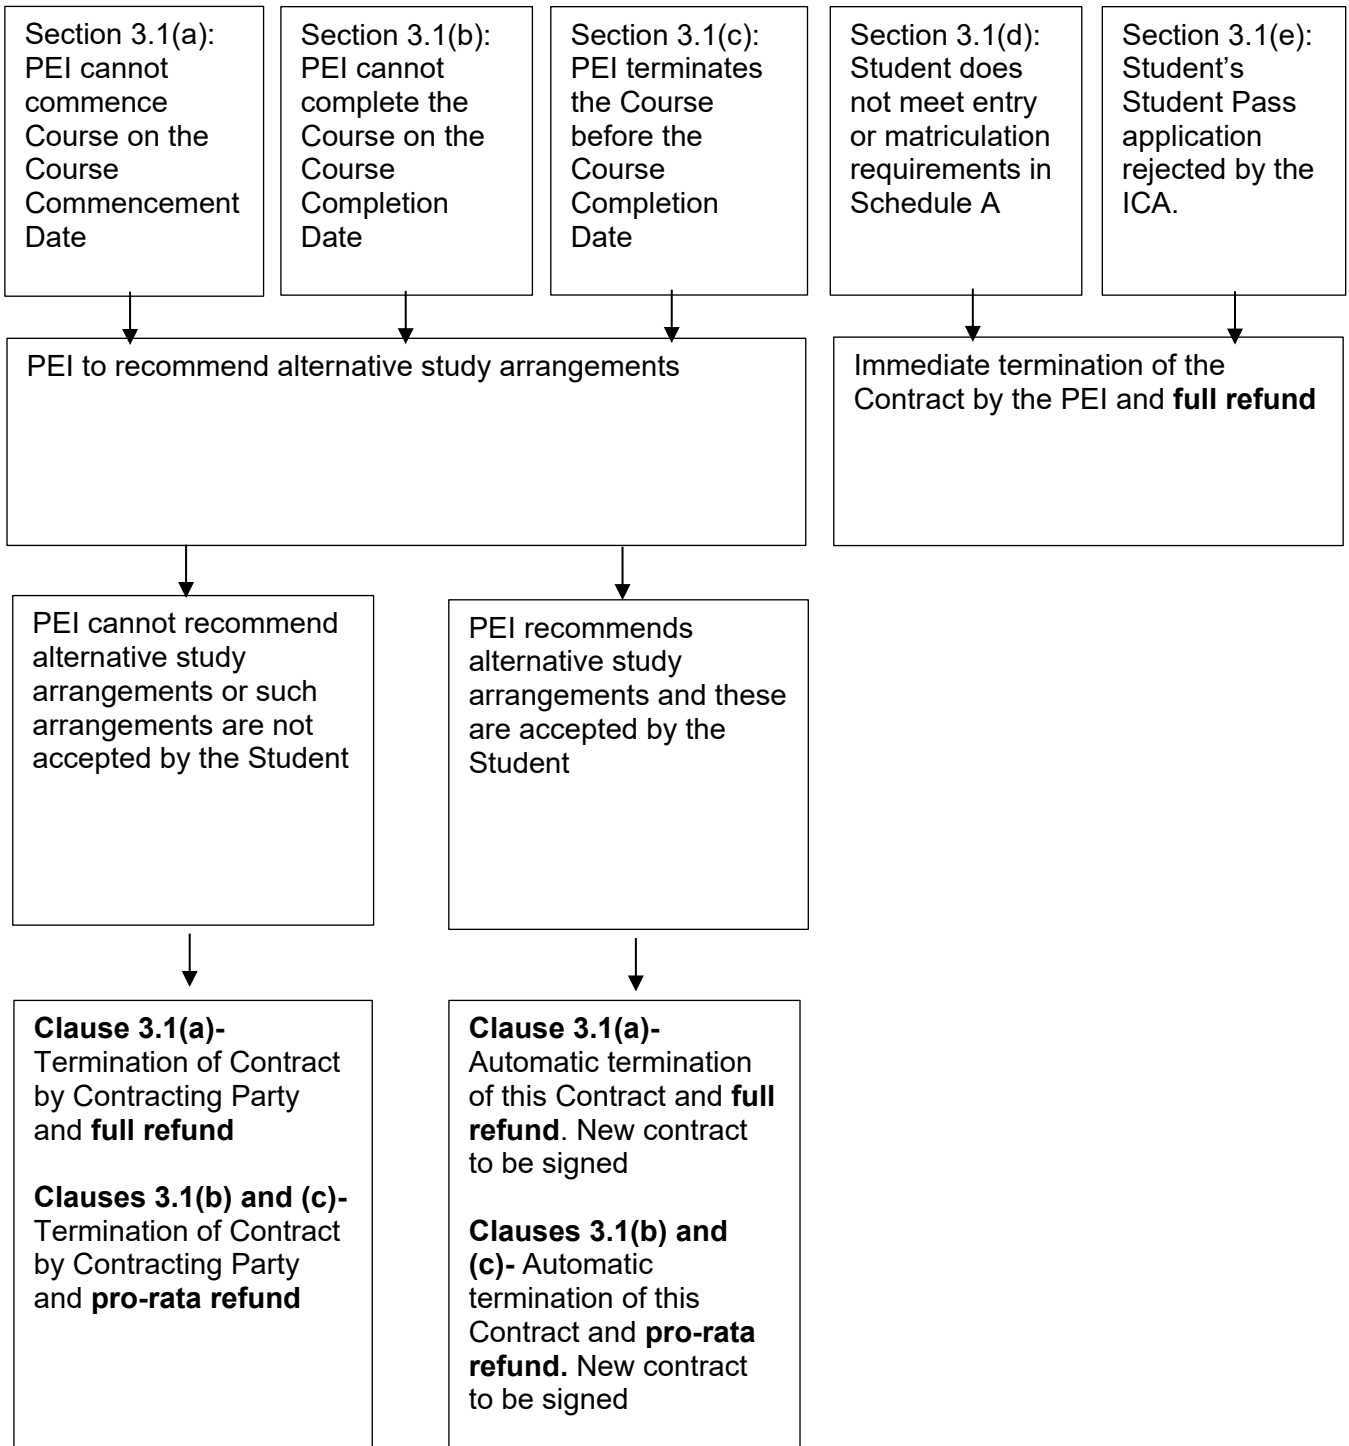 Section 3.1(a):
PEI cannot
commence
Course on the
Course
Commencement
Date
Section 3.1(b):
PEI cannot
complete the
Course on the
Course
Completion
Date
Section 3.1(c):
PEI terminates
the Course
before the
Course
Completion
Date
Section 3.1(d):
Student does
not meet entry
or matriculation
requirements in
Schedule A
Section 3.1(e):
Student’s
Student Pass
application
rejected by the
ICA.
PEI to recommend alternative study arrangements
Immediate termination of the
Contract by the PEI and full refund
PEI cannot recommend
alternative study
arrangements or such
arrangements are not
accepted by the Student
PEI recommends
alternative study
arrangements and these
are accepted by the
Student
Clause 3.1(a)-
Termination of Contract
by Contracting Party
and full refund
Clauses 3.1(b) and (c)-
Termination of Contract
by Contracting Party
and pro-rata refund
Clause 3.1(a)-
Automatic termination
of this Contract and full
refund. New contract
to be signed
Clauses 3.1(b) and
(c)- Automatic
termination of this
Contract and pro-rata
refund. New contract
to be signed